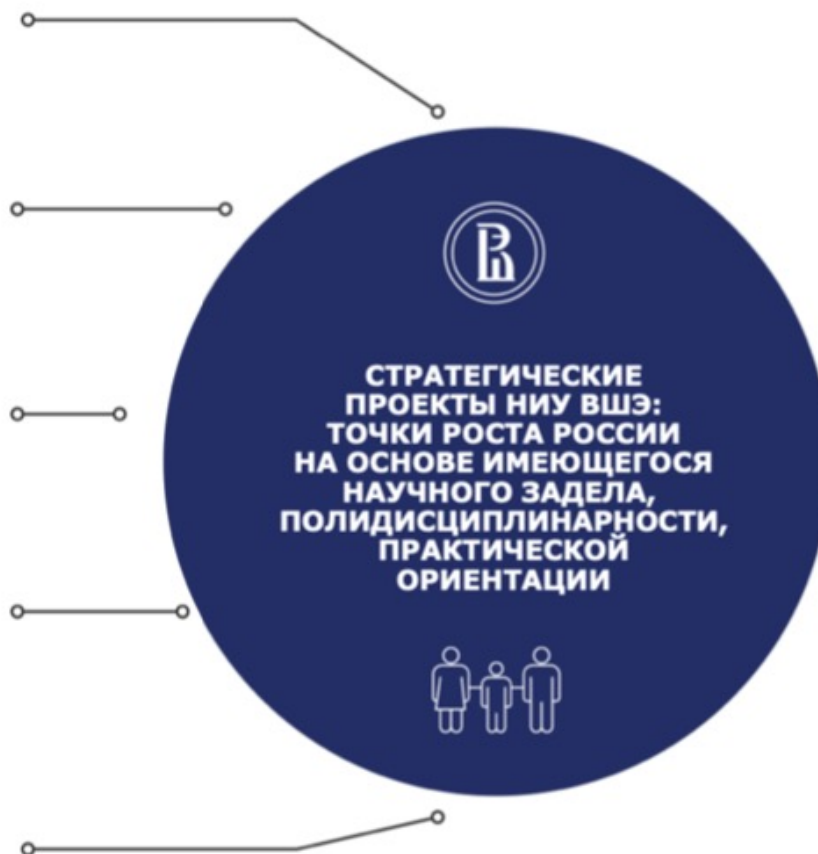 СТРАТЕГИЧЕСКИЕ
ПРОЕКТЫ НИУ ВШЭ:
ТОЧКИ РОСТА РОССИИ
НА ОСНОВЕ ИМЕЮЩЕГОСЯ
НАУЧНОГО ЗАДЕЛА,
ПОЛИДИСЦИПЛИНАРНОСТИ,
ПРАКТИЧЕСКОЙ
ОРИЕНТАЦИИ